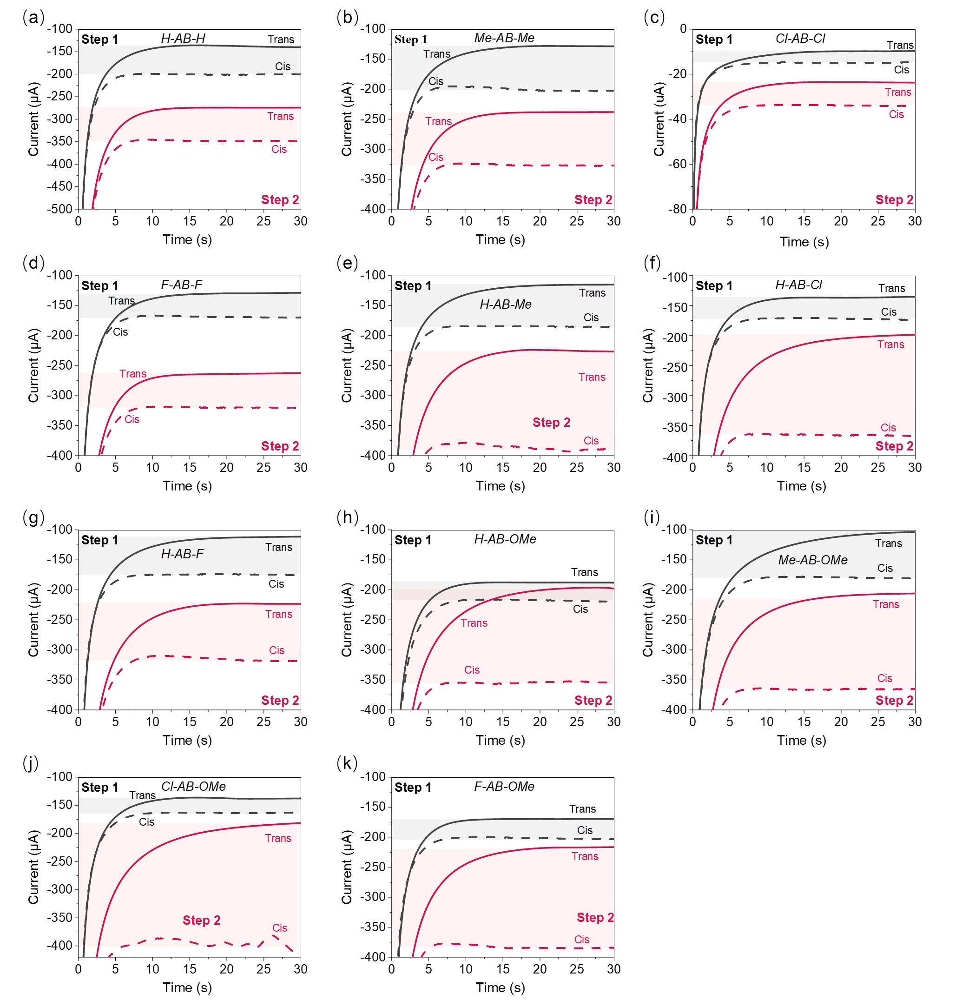 (a)
Step 1 H-AB-H Trans
Cis
Trans
Cis
Step 2
-100
-150
-200
-250
-300
-350
-400
-450
-500
0 5 10 15 20 25 30
Current (µA)
Time (s)
(b)
Step 1 Me-AB-Me
Trans
Cis
Trans
Cis
Step 2
-100
-150
-200
-250
-300
-350
-400
0 5 10 15 20 25 30
Current (µA)
Time (s)
(c)
Step 1 Cl-AB-Cl
Trans
Cis
Trans
Cis
Step 2
0
-20
-40
-60
-80
0 5 10 15 20 25 30
Current (uA)
Time (s)
(d)
Step 1 F-AB-F
Trans
Cis
Trans
Cis
Step 2
-100
-150
-200
-250
-300
-350
-400
0 5 10 15 20 25 30
Current (µA)
Time (s)
(e)
Step 1
Trans
H-AB-Me
Cis
Trans
Step 2
Cis
-100
-150
-200
-250
-300
-350
-400
0 5 10 15 20 25 30
Current (µA)
Time (s)
(f)
Step 1 H-AB-Cl Trans
Cis
Trans
Cis
Step 2
-100
-150
-200
-250
-300
-350
-400
0 5 10 15 20 25 30
Current (µA)
Time (s)
(g)
Step 1
Trans
H-AB-F
Cis
Trans
Cis
Step 2
-100
-150
-200
-250
-300
-350
-400
0 5 10 15 20 25 30
Current (µA)
Time (s)
(h)
Step 1 H-AB-OMe
Trans
Cis
Trans
Cis
Step 2
-100
-150
-200
-250
-300
-350
-400
0 5 10 15 20 25 30
Current (µA)
Time (s)
(i)
Step 1
Trans
Me-AB-OMe
Cis
Trans
Cis
Step 2
-100
-150
-200
-250
-300
-350
-400
0 5 10 15 20 25 30
Current (µA)
Time (s)
(j)
Step 1 Cl-AB-OMe
Trans
Cis
Trans
Step 2
Cis
-100
-150
-200
-250
-300
-350
-400
0 5 10 15 20 25 30
Current (µA)
Time (s)
(k)
Step 1 F-AB-OMe
Trans
Cis
Trans
Step 2
Cis
-100
-150
-200
-250
-300
-350
-400
0 5 10 15 20 25 30
Current (µA)
Time (s)